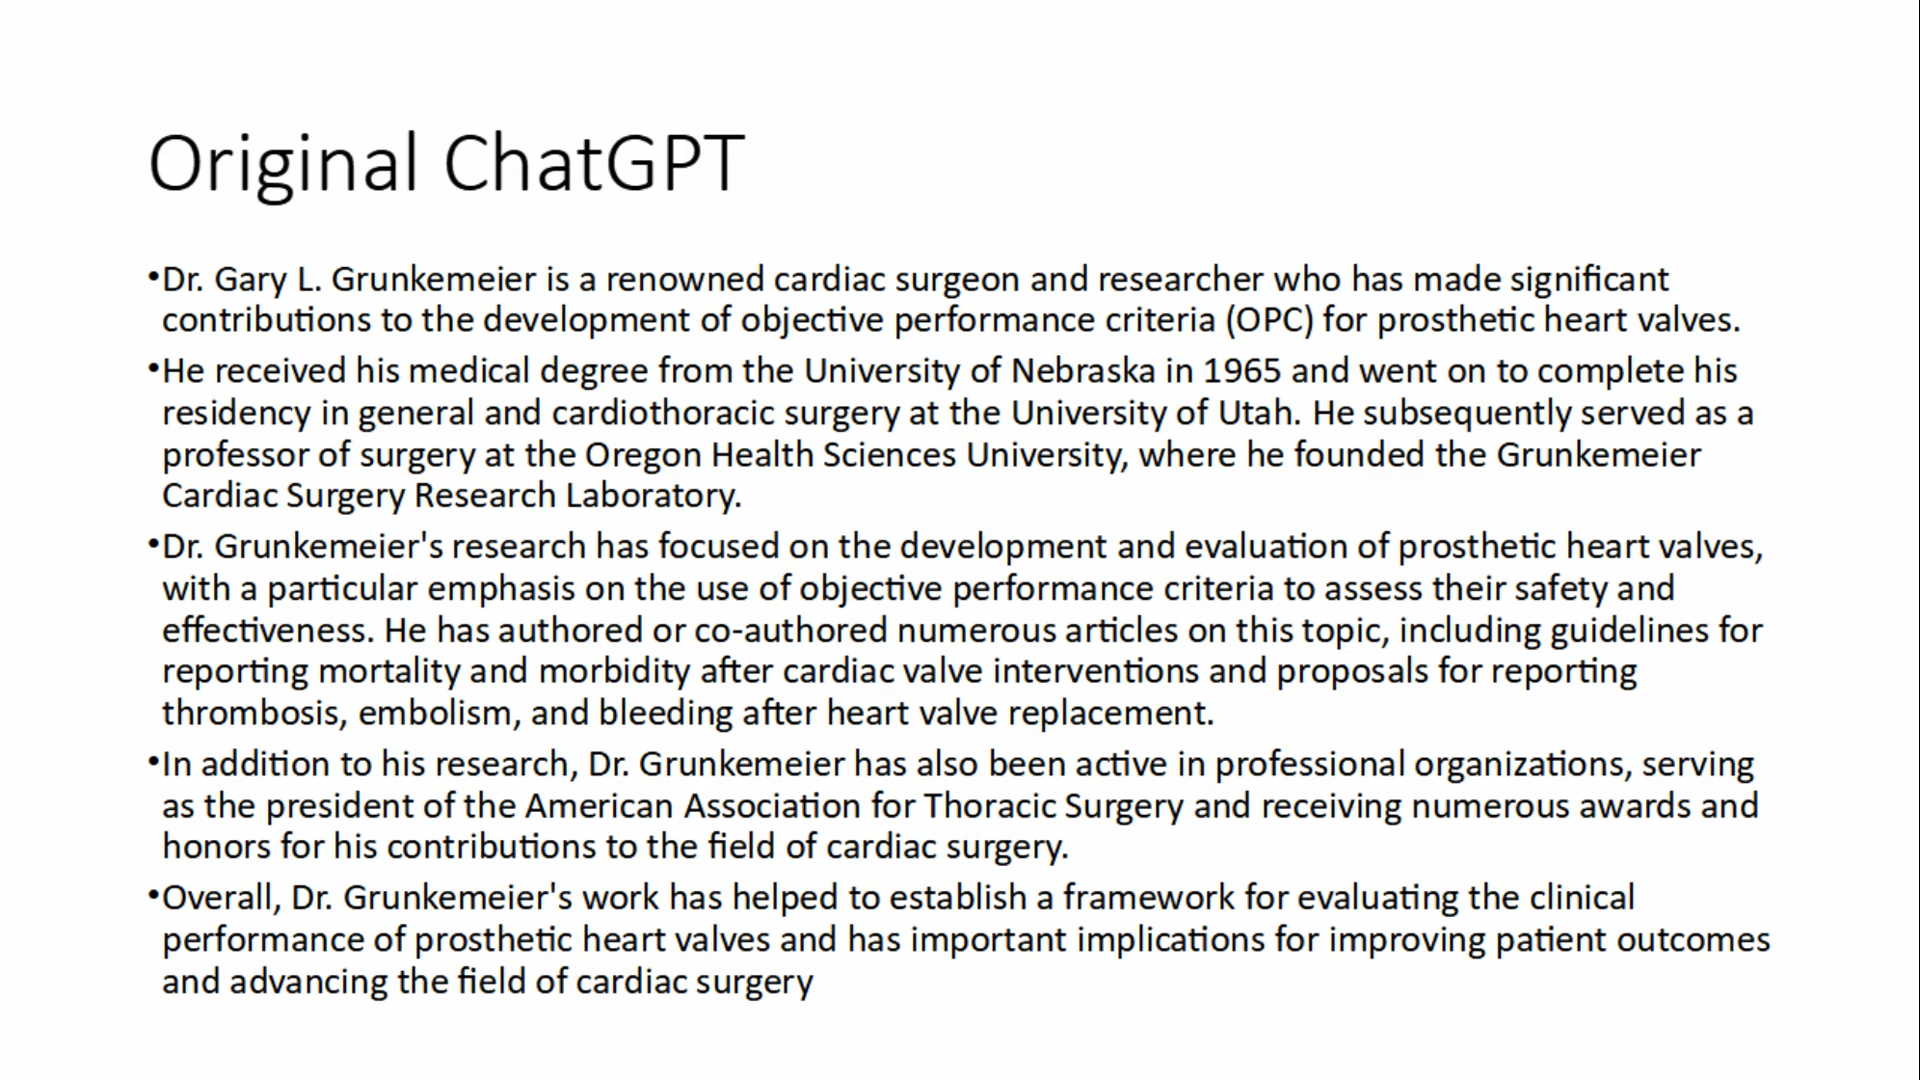 Original ChatGPT
•Dr. Gary L. Grunkemeier is a renowned cardiac surgeon and researcher who has made significant
contributions to the development of objective performance criteria (OPC) for prosthetic heart valves.
•He received his medical degree from the University of Nebraska in 1965 and went on to complete his
residency in general and cardiothoracic surgery at the University of Utah. He subsequently served as a
professor of surgery at the Oregon Health Sciences University, where he founded the Grunkemeier
Cardiac Surgery Research Laboratory.
•Dr. Grunkemeier's research has focused on the development and evaluation of prosthetic heart valves,
with a particular emphasis on the use of objective performance criteria to assess their safety and
effectiveness. He has authored or co-authored numerous articles on this topic, including guidelines for
reporting mortality and morbidity after cardiac valve interventions and proposals for reporting
thrombosis, embolism, and bleeding after heart valve replacement.
•In addition to his research, Dr. Grunkemeier has also been active in professional organizations, serving
as the president of the American Association for Thoracic Surgery and receiving numerous awards and
honors for his contributions to the field of cardiac surgery.
•Overall, Dr. Grunkemeier's work has helped to establish a framework for evaluating the clinical
performance of prosthetic heart valves and has important implications for improving patient outcomes
and advancing the field of cardiac surgery